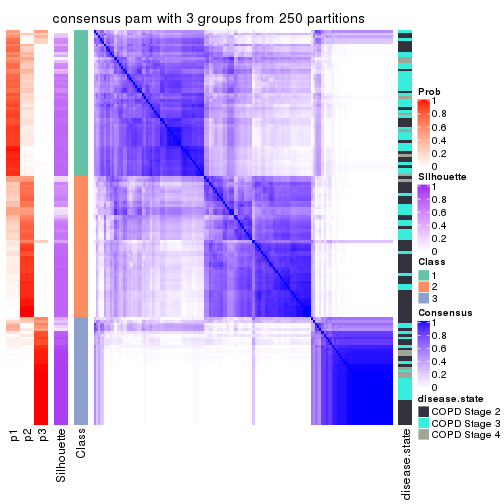 consensus pam with 3 groups from 250 partitions
Prob
1
0.8
0.6
0.4
0.2
0
Silhouette
1
0.8
0.6
0.4
0.2
0
Class
1
2
3
Consensus
1
0.8
0.6
0.4
0.2
0
disease.state
COPD Stage 2
COPD Stage 3
COPD Stage 4
p1
p2
p3
Silhouette
Class
disease.state